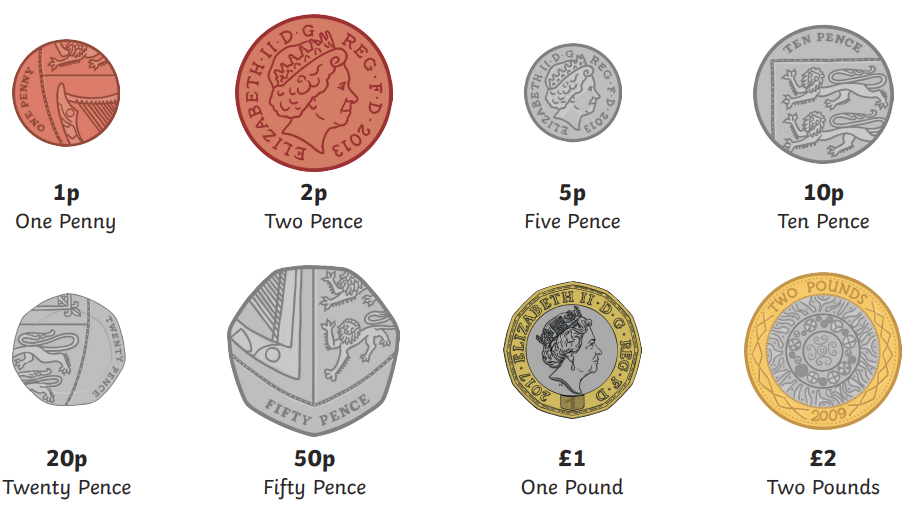 ONE PENNY
ELIZABETH·II·D·G REG·F·D·2013
ELIZABETH·II·D·G REG·F·D·2013
TEN PENCE
1p
2p
5p
10p
One Penny
Two Pence
Five Pence
Ten Pence
TWENTY PENCE
FIFTY PENCE
2017·ELIZABETH II·D·G·REG·F·D
TWO POUNDS
2009
20p
50p
£1
£2
Twenty Pence
Fifty Pence
One Pound
Two Pounds